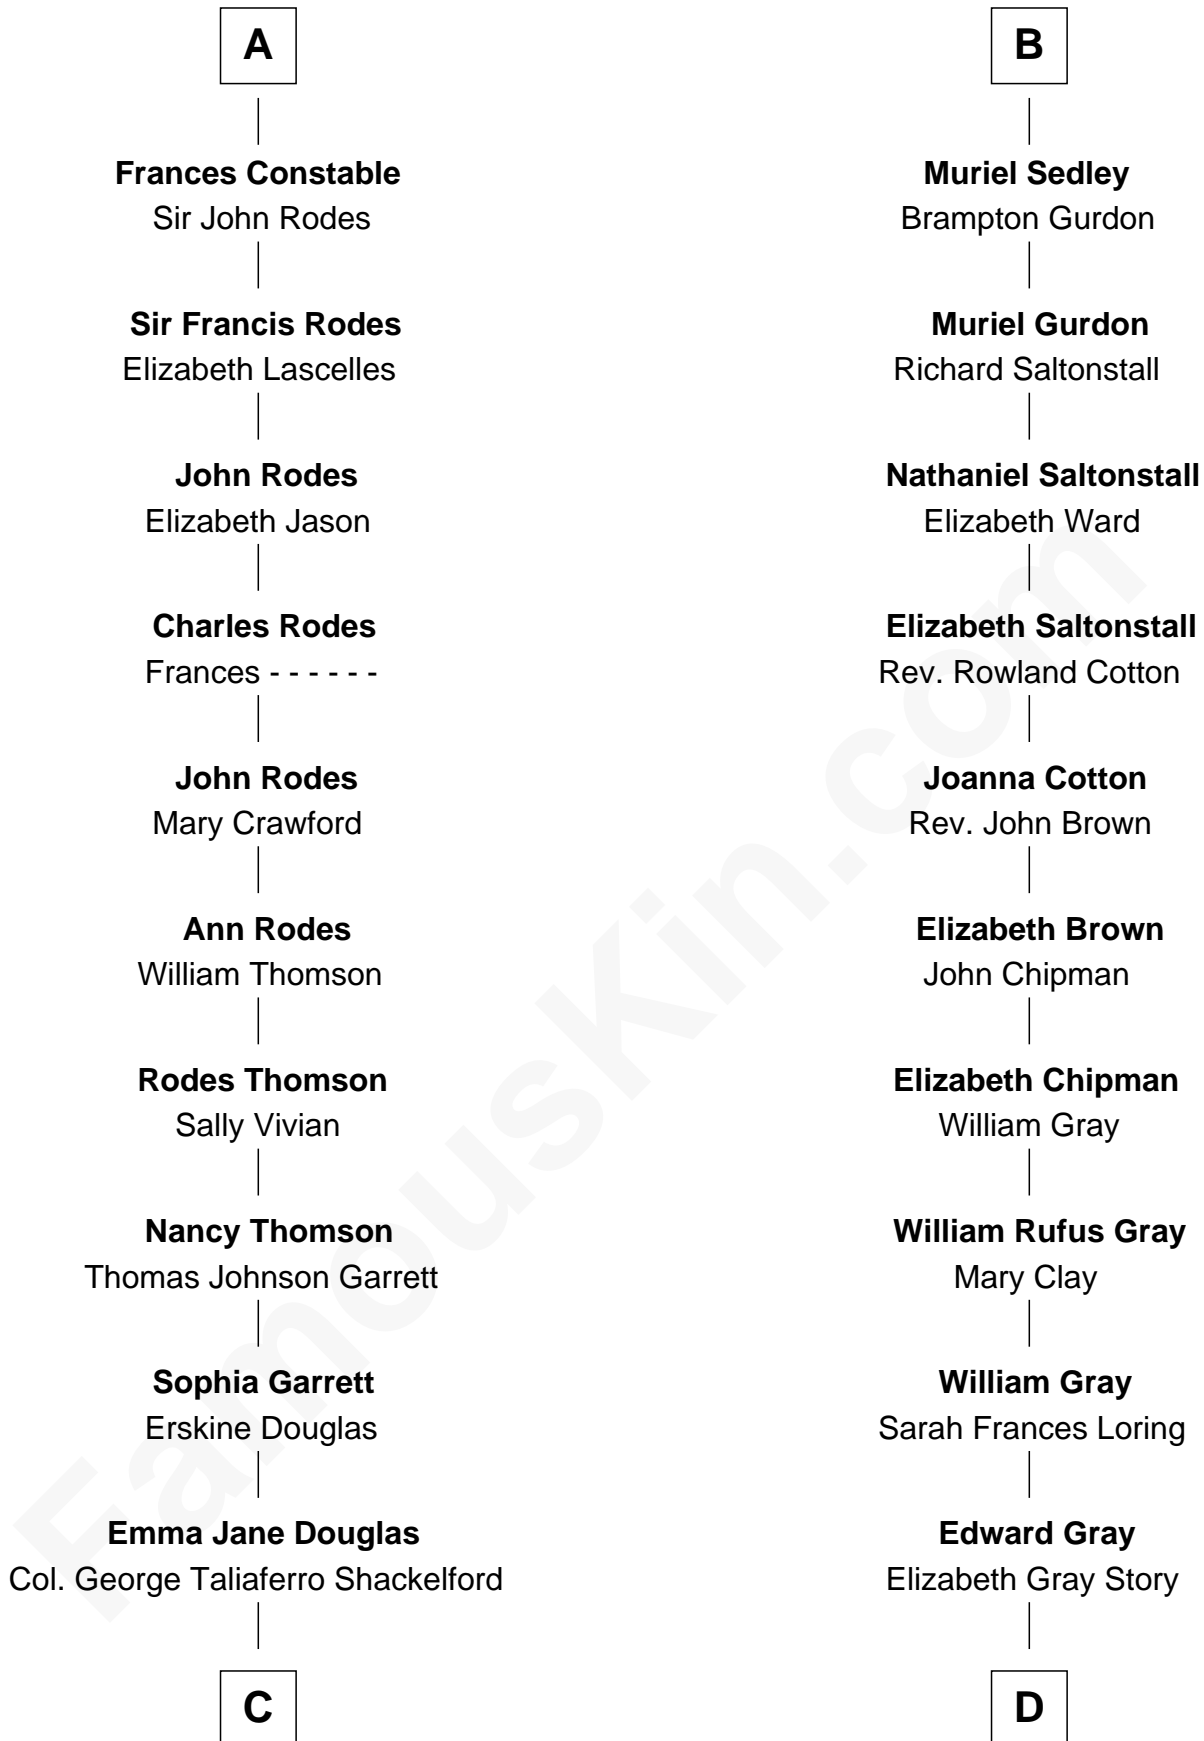 A
Frances Constable
Sir John Rodes
Sir Francis Rodes
Elizabeth Lascelles
John Rodes
Elizabeth Jason
Charles Rodes
Frances - - - - - -
John Rodes
Mary Crawford
Ann Rodes
William Thomson
Rodes Thomson
Sally Vivian
Nancy Thomson
Thomas Johnson Garrett
Sophia Garrett
Erskine Douglas
Emma Jane Douglas
Col. George Taliaferro Shackelford
C
B
Muriel Sedley
Brampton Gurdon
Muriel Gurdon
Richard Saltonstall
Nathaniel Saltonstall
Elizabeth Ward
Elizabeth Saltonstall
Rev. Rowland Cotton
Joanna Cotton
Rev. John Brown
Elizabeth Brown
John Chipman
Elizabeth Chipman
William Gray
William Rufus Gray
Mary Clay
William Gray
Sarah Frances Loring
Edward Gray
Elizabeth Gray Story
D
FamousKin.com